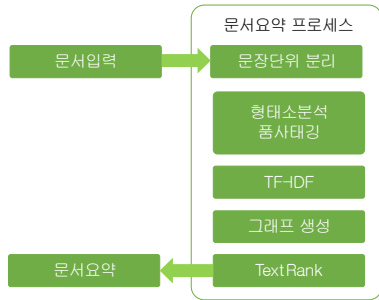 문서요약 프로세스
문서입력
문장단위 분리
형태소분석
품사태깅
TF-IDF
그래프 생성
문서요약
TextRank